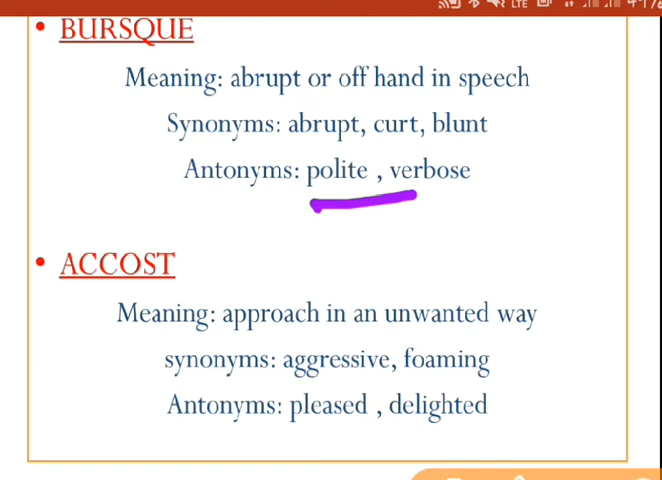 LTE
• BURSQUE
Meaning: abrupt or off hand in speech
Synonyms: abrupt, curt, blunt
Antonyms: polite , verbose
• ACCOST
Meaning: approach in an unwanted way
synonyms: aggressive, foaming
Antonyms: pleased , delighted